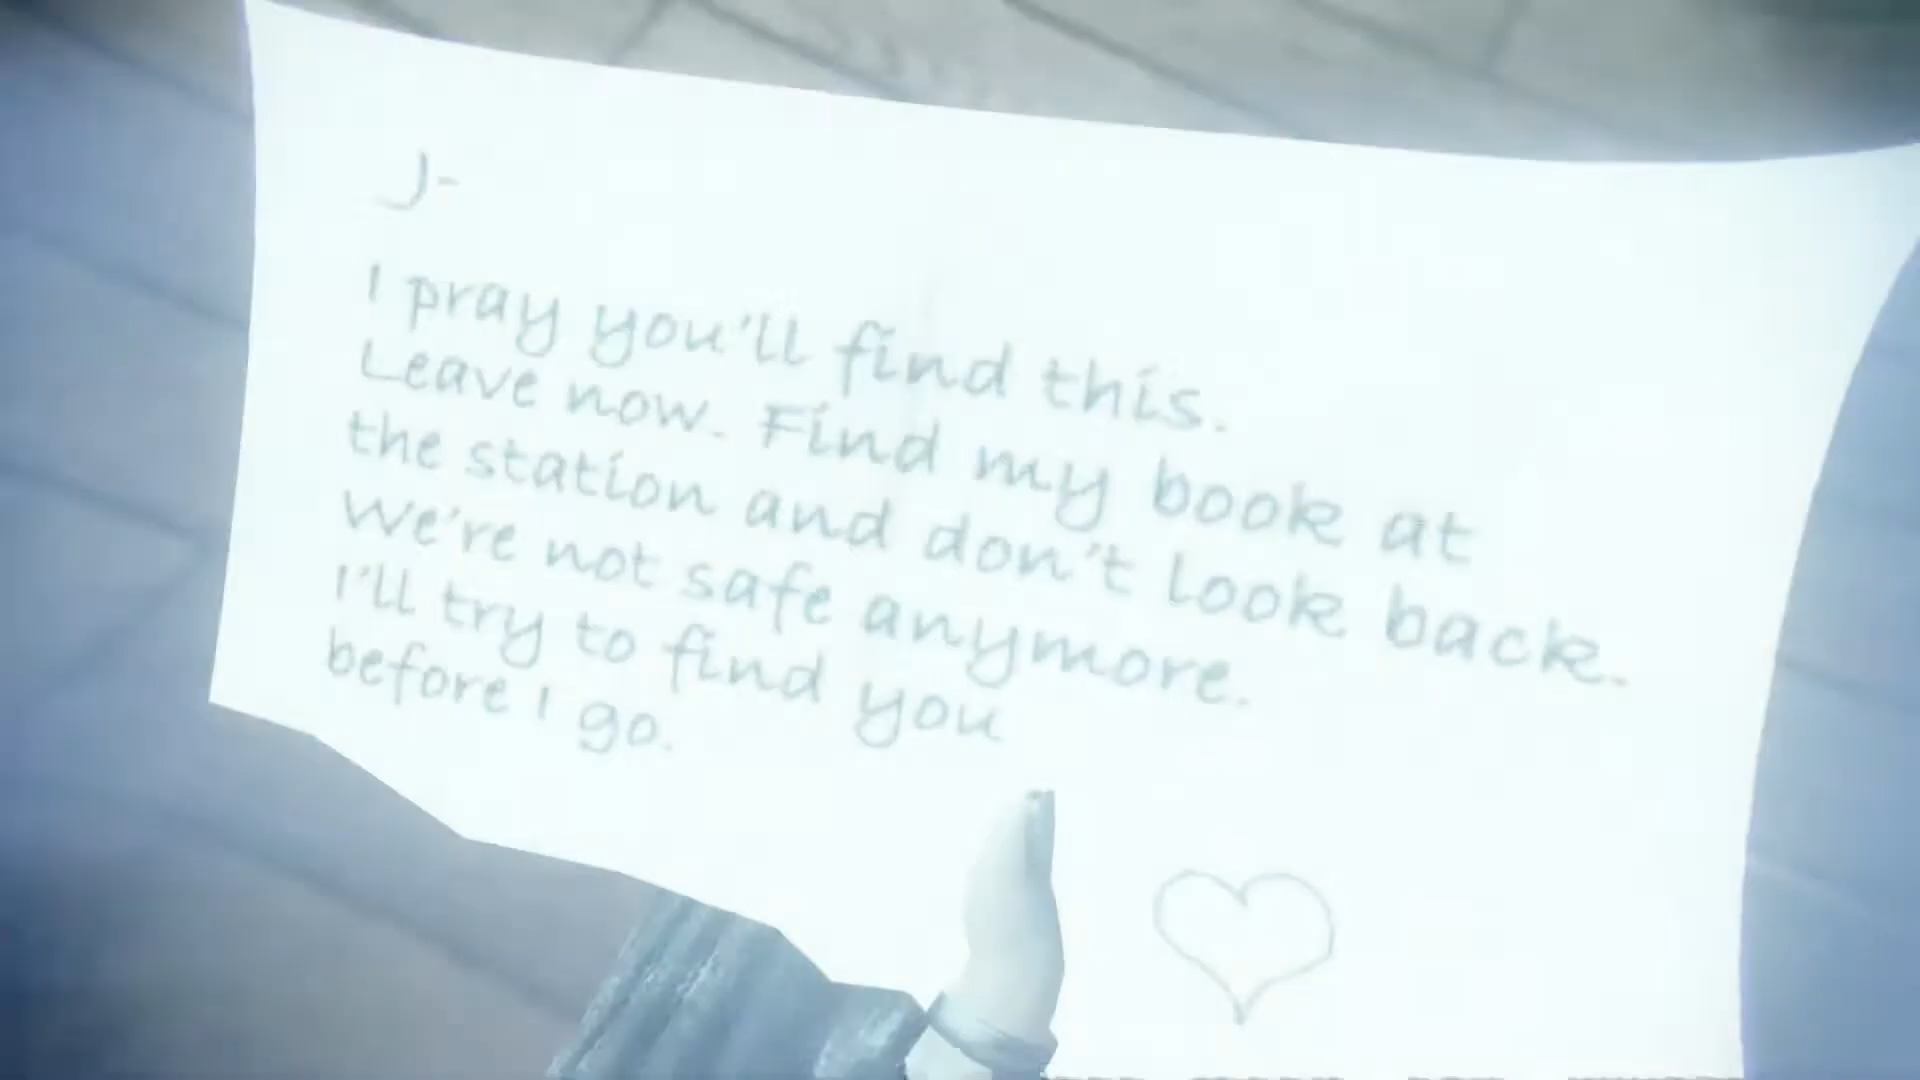 J-
I pray you'll find this.
Leave now. Find my book at
the station and don't look back.
We're not safe anymore.
I'll try to find you
before I go.